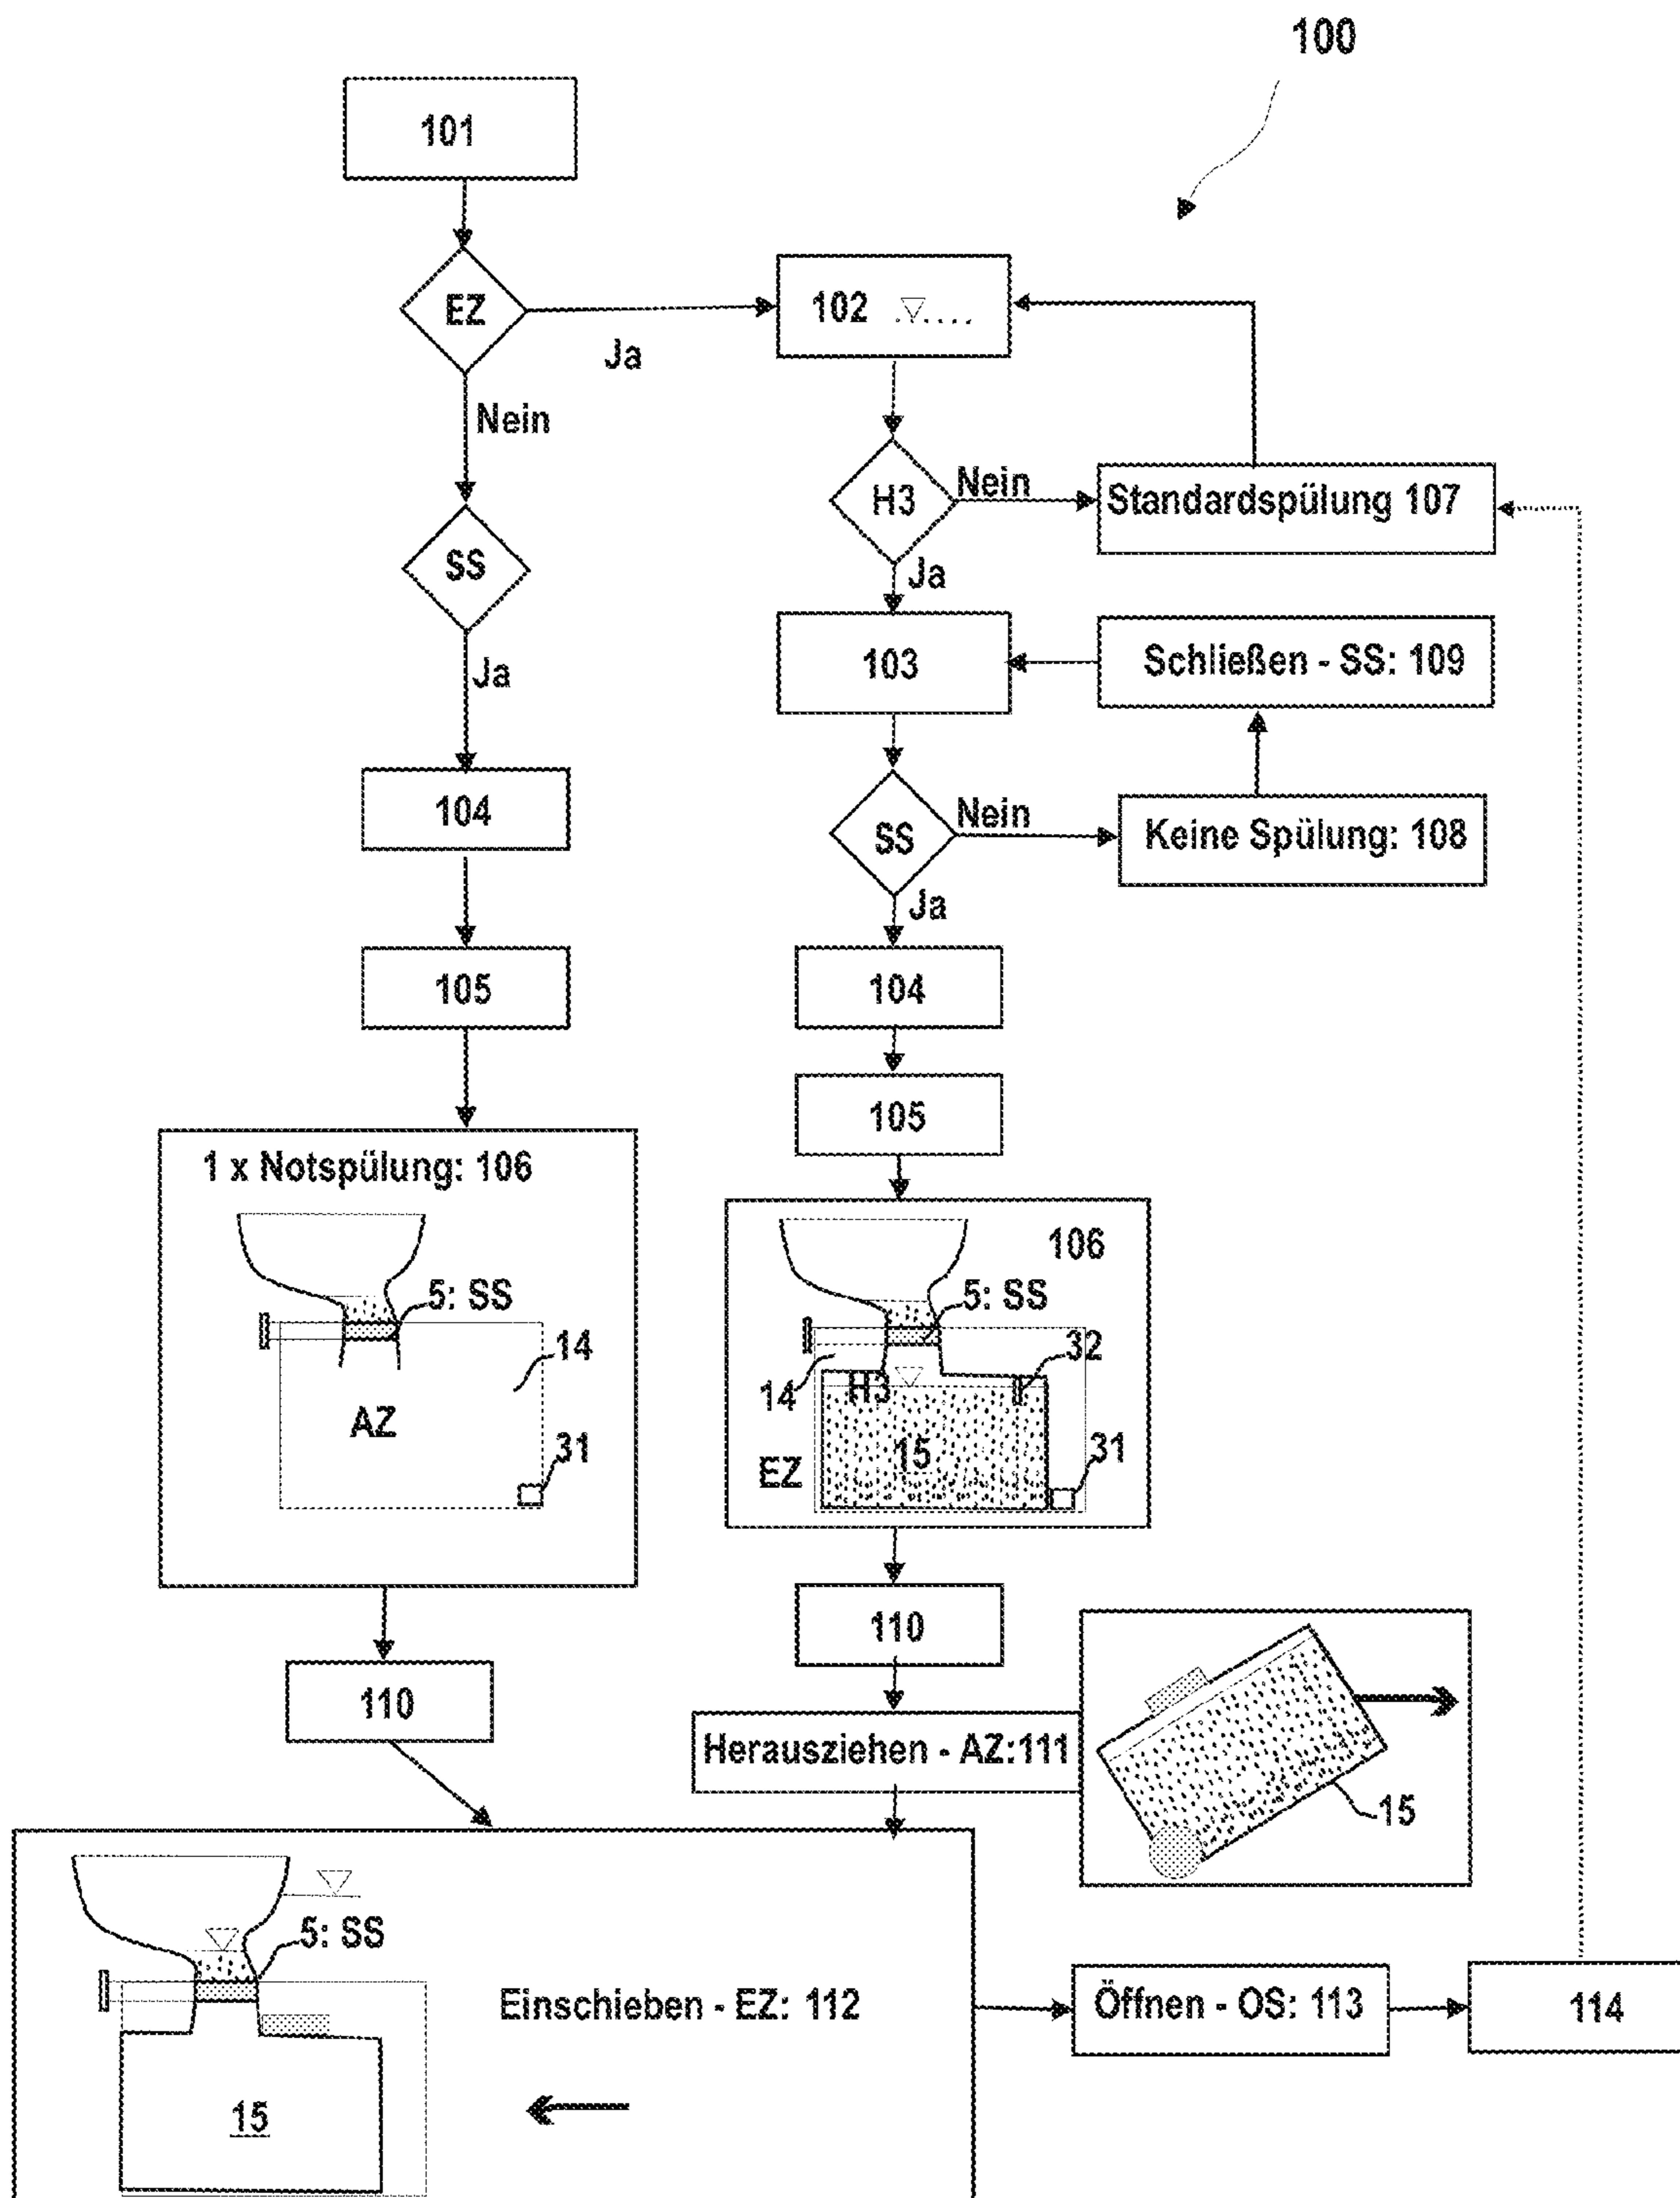 100
101
EZ
Ja
102
Nein
H3
Nein
Standardspülung 107
SS
Ja
Ja
103
Schließen - SS: 109
104
SS
Nein
Keine Spülung: 108
Ja
105
104
105
1 x Notspülung: 106
5: SS
14
AZ
31
106
5: SS
32
14
H3
15
EZ
31
110
110
Herausziehen - AZ:111
15
5: SS
Einschieben - EZ: 112
15
Öffnen - OS: 113
114